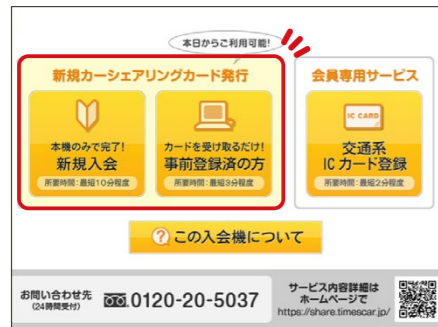 本日からご利用可能!
新規カーシェアリングカード発行
本機のみで完了!
新規入会
所要時間:最短10分程度
カードを受け取るだけ!
事前登録済の方
所要時間:最短3分程度
会員専用サービス
IC CARD
交通系
ICカード登録
所要時間:最短2分程度
? この入会機について
お問い合わせ先
(24時間受付)
0120-20-5037
サービス内容詳細は
ホームページで
https://share.timescar.jp/